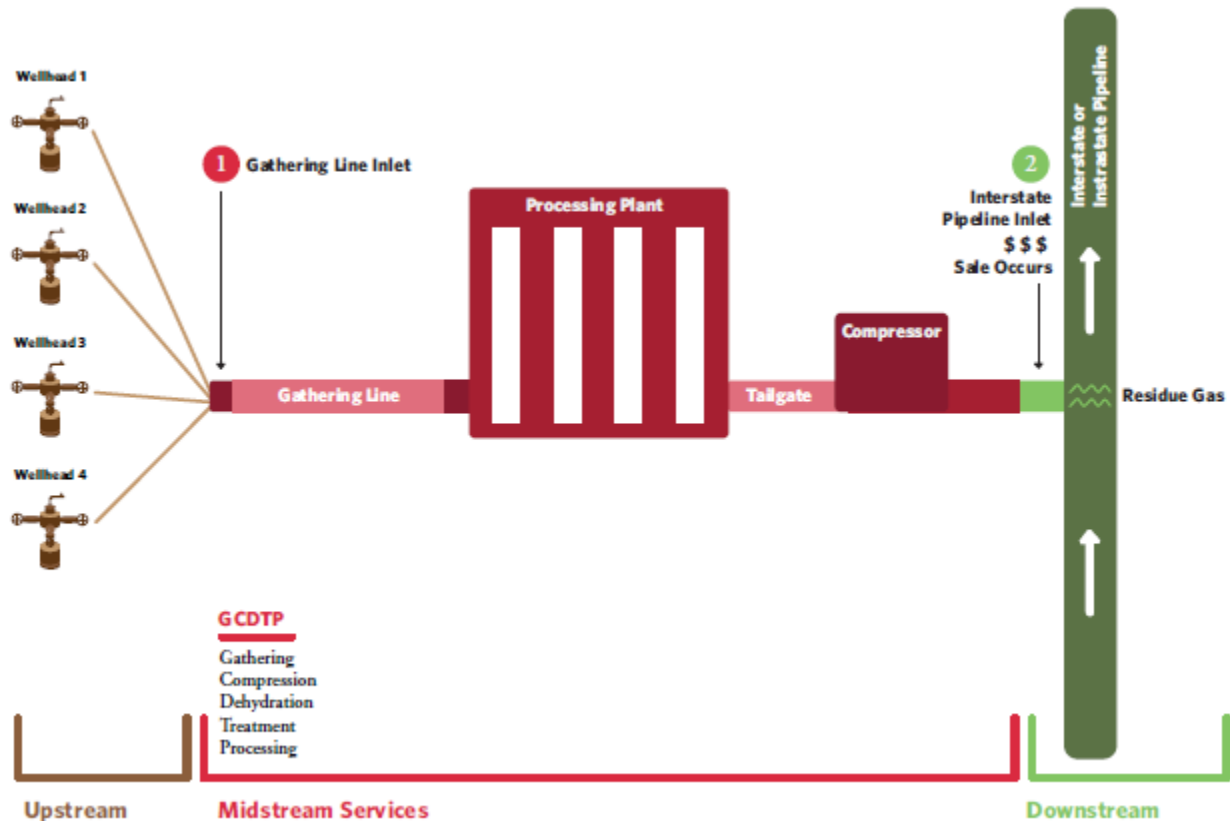 Wellhead 1
Wellhead 2
Wellhead 3
Wellhead 4
1
Gathering Line Inlet
Gathering Line
Processing Plant
Tailgate
Compressor
2
Interstate
Pipeline Inlet
$ $ $
Sale Occurs
Interstate or
Instrastate Pipeline
Residue Gas
GCDTP
Gathering
Compression
Dehydration
Treatment
Processing
Upstream
Midstream Services
Downstream